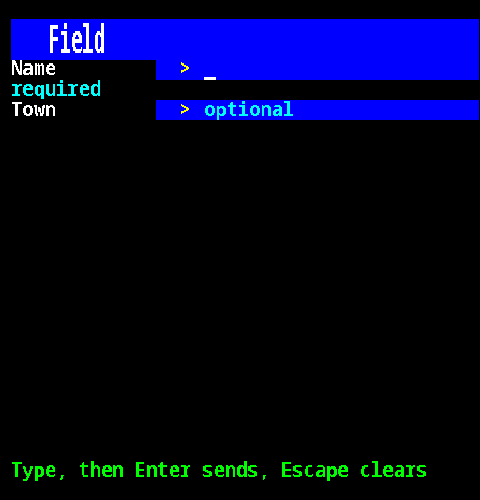 Field
Name > _
required
Town > optional
Type, then Enter sends, Escape clears